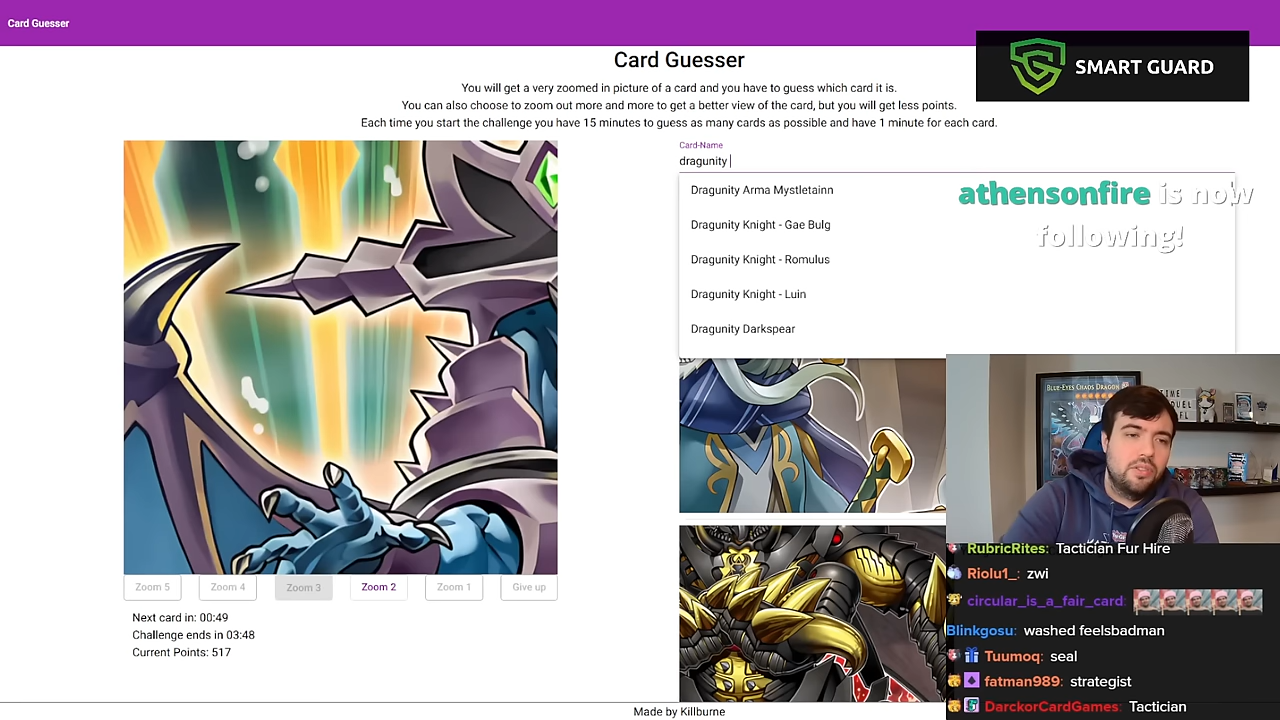 Card Guesser
SMART GUARD
Card Guesser
You will get a very zoomed in picture of a card and you have to guess which card it is.
You can also choose to zoom out more and more to get a better view of the card, but you will get less points.
Each time you start the challenge you have 15 minutes to guess as many cards as possible and have 1 minute for each card.
Card-Name
dragunity
Dragunity Arma Mystletainn
Dragunity Knight - Gae Bulg
Dragunity Knight - Romulus
Dragunity Knight - Luin
Dragunity Darkspear
athensonfire is now
following!
BLUE-EYES CHAOS DRAGON
Zoom 5
Zoom 4
Zoom 3
Zoom 2
Zoom 1
Give up
Next card in: 00:49
Challenge ends in 03:48
Current Points: 517
RubricRites: Tactician Fur Hire
Riolu1_: zwi
circular_is_a_fair_card:
Blinkgosu: washed feelsbadman
Tuumoq: seal
fatman989: strategist
DarckorCardGames: Tactician
Made by Killburne